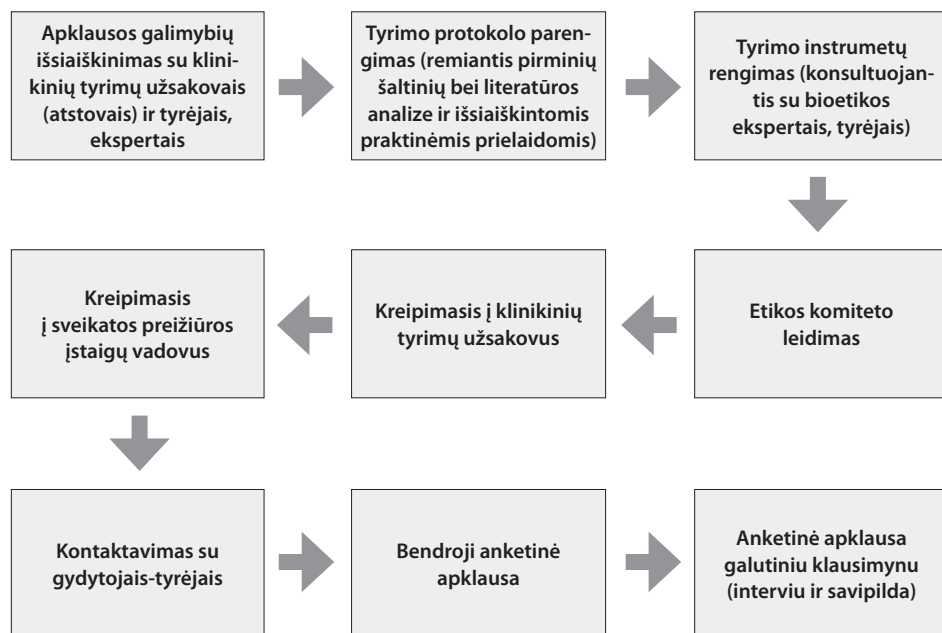 Apklausos galimybių
išsiaiškinimas su klini-
kinių tyrimų užsakovais
(atstovais) ir tyrėjais,
ekspertais
Tyrimo protokolo paren-
gimas (remiantis pirminių
šaltinių bei literatūros
analize ir išsiaiškintomis
praktinėmis prielaidomis)
Tyrimo instrumetų
rengimas (konsultuojan-
tis su bioetikos
ekspertais, tyrėjais)
Etikos komiteto
leidimas
Kreipimasis į klinikinių
tyrimų užsakovus
Kreipimasis
į sveikatos preižiūros
įstaigų vadovus
Kontaktavimas su
gydytojais-tyrėjais
Bendroji anketinė
apklausa
Anketinė apklausa
galutiniu klausimynu
(interviu ir savipilda)